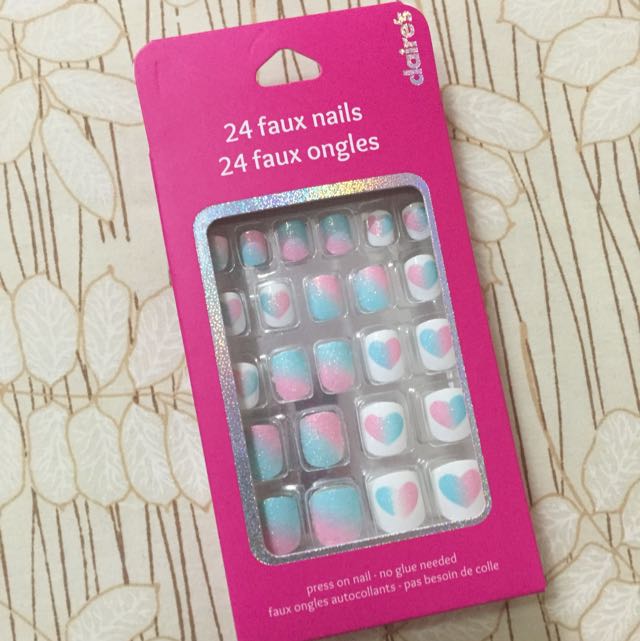 claire's
24 faux nails
24 faux ongles
press on nail • no glue needed
faux ongles autocollants • pas besoin de colle